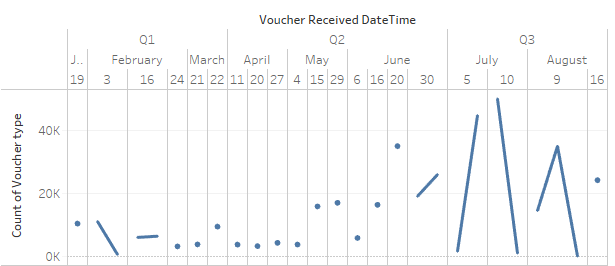 Voucher Received DateTime
Q1 Q2 Q3
J.. February March April May June July August
19 3 16 24 21 22 11 20 27 4 15 29 6 16 20 30 5 10 9 16
Count of Voucher type
40K
20K
0K